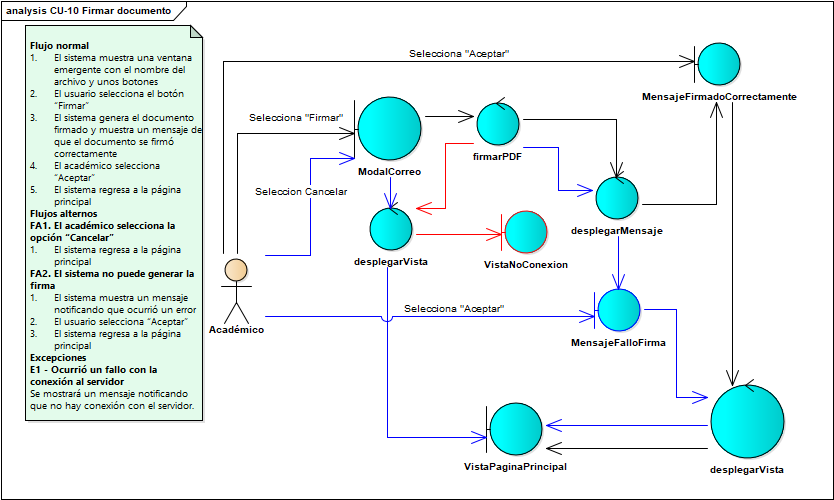 analysis CU-10 Firmar documento
Flujo normal
1. El sistema muestra una ventana
emergente con el nombre del
archivo y unos botones
2. El usuario selecciona el botón
“Firmar”
3. El sistema genera el documento
firmado y muestra un mensaje de
que el documento se firmó
correctamente
4. El académico selecciona
“Aceptar”
5. El sistema regresa a la página
principal
Flujos alternos
FA1. El académico selecciona la
opción “Cancelar”
1. El sistema regresa a la página
principal
FA2. El sistema no puede generar la
firma
1. El sistema muestra un mensaje
notificando que ocurrió un error
2. El usuario selecciona “Aceptar”
3. El sistema regresa a la página
principal
Excepciones
E1 - Ocurrió un fallo con la
conexión al servidor
Se mostrará un mensaje notificando
que no hay conexión con el servidor.
Selecciona "Aceptar"
MensajeFirmadoCorrectamente
Selecciona "Firmar"
ModalCorreo
firmarPDF
Seleccion Cancelar
desplegarMensaje
desplegarVista
VistaNoConexion
Académico
Selecciona "Aceptar"
MensajeFalloFirma
VistaPaginaPrincipal
desplegarVista